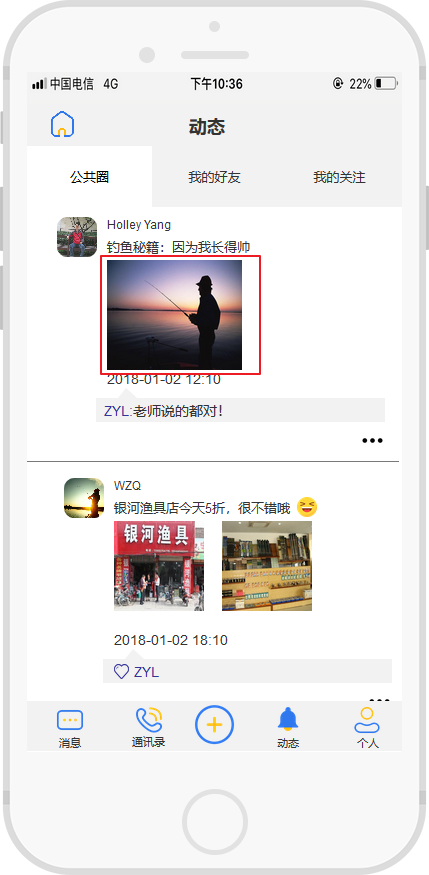 中国电信 4G 下午10:36 22%
动态
公共圈 我的好友 我的关注
Holley Yang
钓鱼秘籍：因为我长得帅
2018-01-02 12:10
ZYL:老师说的都对!
WZQ
银河渔具店今天5折，很不错哦
银河渔具
2018-01-02 18:10
ZYL
消息 通讯录 动态 个人